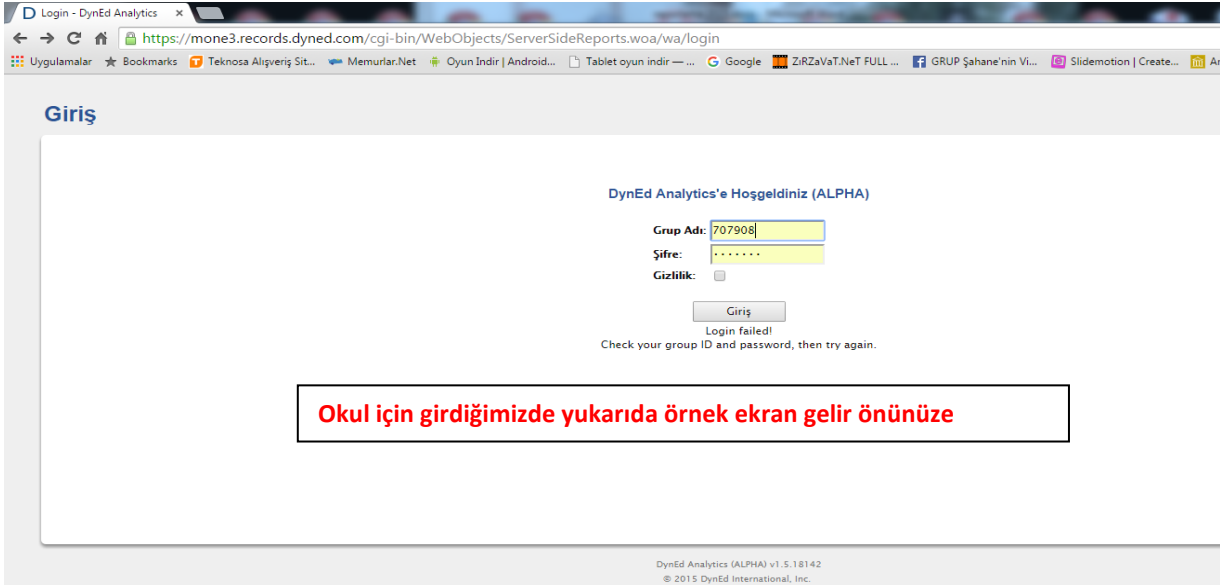 Login - DynEd Analytics
https://mone3.records.dyned.com/cgi-bin/WebObjects/ServerSideReports.woa/wa/login
Uygulamalar Bookmarks Teknosa Alışveriş Sit... Memurlar.Net Oyun İndir | Android... Tablet oyun indir — ... Google ZiRZaVaT.NeT FULL ... GRUP Şahane'nin Vi... Slidemotion | Create...
Giriş
DynEd Analytics'e Hoşgeldiniz (ALPHA)
Grup Adı: 707908
Şifre: ·······
Gizlilik:
Giriş
Login failed!
Check your group ID and password, then try again.
Okul için girdiğimizde yukarıda örnek ekran gelir önünüze
DynEd Analytics (ALPHA) v1.5.18142
© 2015 DynEd International, Inc.